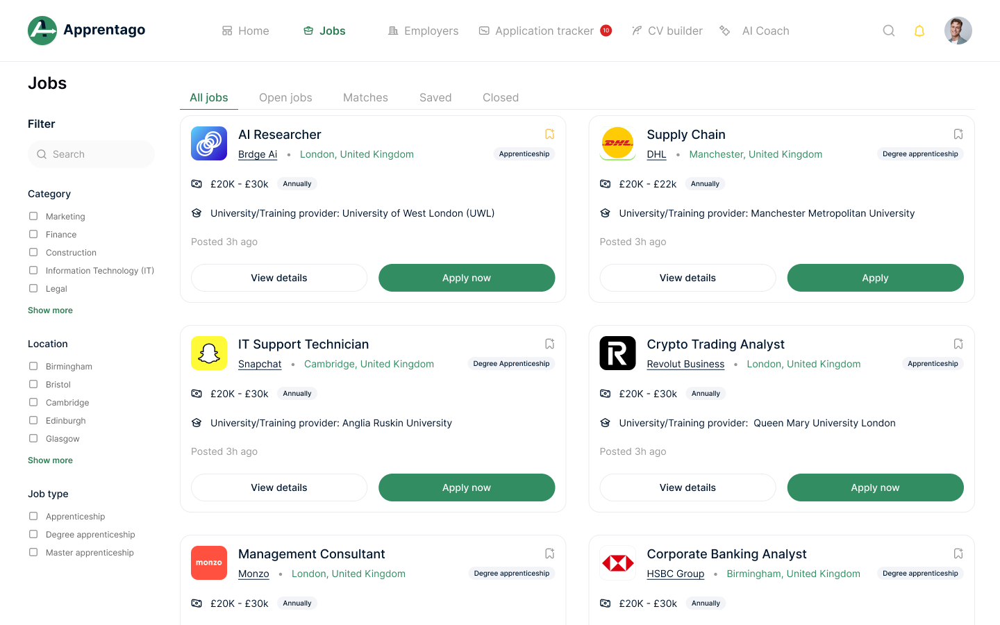 Apprentago
Home
Jobs
Employers
Application tracker 10
CV builder
AI Coach
Jobs
Filter
Search
Category
Marketing
Finance
Construction
Information Technology (IT)
Legal
Show more
Location
Birmingham
Bristol
Cambridge
Edinburgh
Glasgow
Show more
Job type
Apprenticeship
Degree apprenticeship
Master apprenticeship
All jobs
Open jobs
Matches
Saved
Closed
AI Researcher
Brdge Ai • London, United Kingdom
Apprenticeship
£20K - £30k Annually
University/Training provider: University of West London (UWL)
Posted 3h ago
View details
Apply now
DHL
Supply Chain
DHL • Manchester, United Kingdom
Degree apprenticeship
£20K - £22k Annually
University/Training provider: Manchester Metropolitan University
Posted 3h ago
View details
Apply
IT Support Technician
Snapchat • Cambridge, United Kingdom
Degree Apprenticeship
£20K - £30k Annually
University/Training provider: Anglia Ruskin University
Posted 3h ago
View details
Apply now
R
Crypto Trading Analyst
Revolut Business • London, United Kingdom
Apprenticeship
£20K - £30k Annually
University/Training provider: Queen Mary University London
Posted 3h ago
View details
Apply now
monzo
Management Consultant
Monzo • London, United Kingdom
Degree apprenticeship
£20K - £30k Annually
Corporate Banking Analyst
HSBC Group • Birmingham, United Kingdom
Degree apprenticeship
£20K - £30k Annually